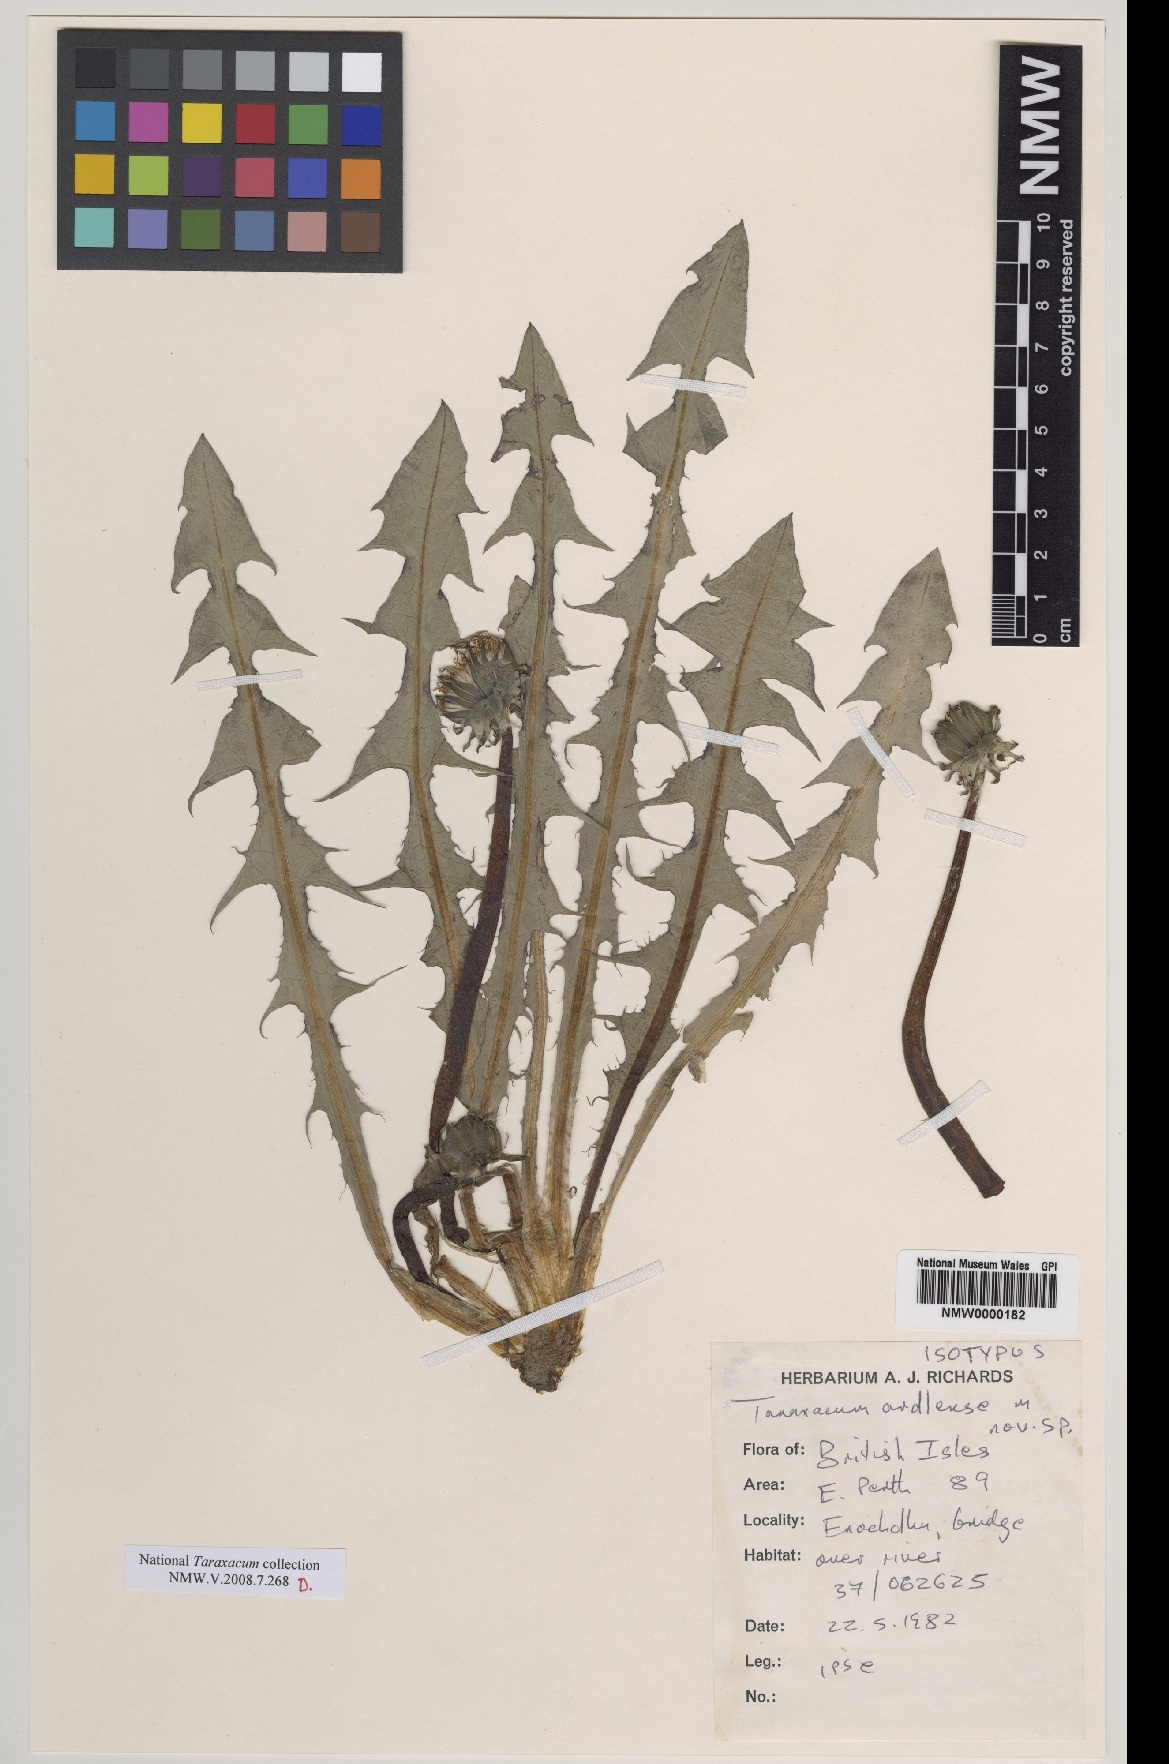 NMW
copyright reserved
0 1 2 3 4 5 6 7 8 9 10
cm
National Museum Wales GPI
NMW0000182
ISOTYPUS
HERBARIUM A. J. RICHARDS
Taraxacum ardlense m
nov. sp.
Flora of: British Isles
Area: E. Perth 89
Locality: Enochdhu, bridge
Habitat: over river
37/062625
Date: 22.5.1982
Leg.: ipse
No.:
National Taraxacum collection
NMW.V.2008.7.268 D.